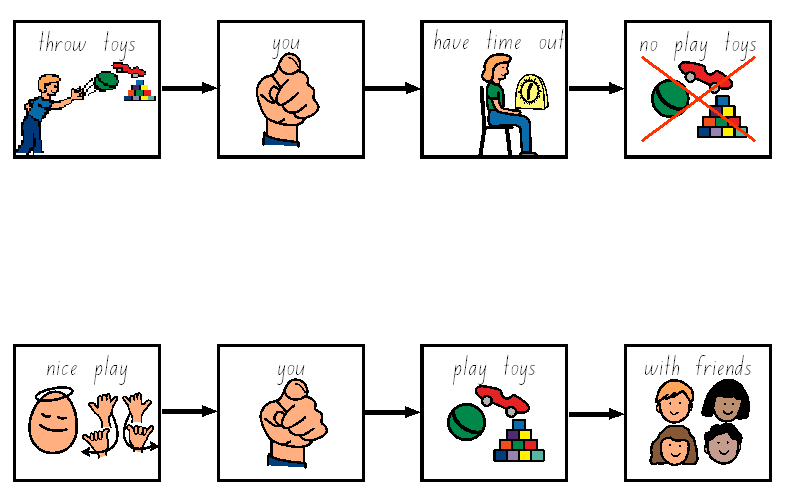 throw toys
you
have time out
no play toys
nice play
you
play toys
with friends